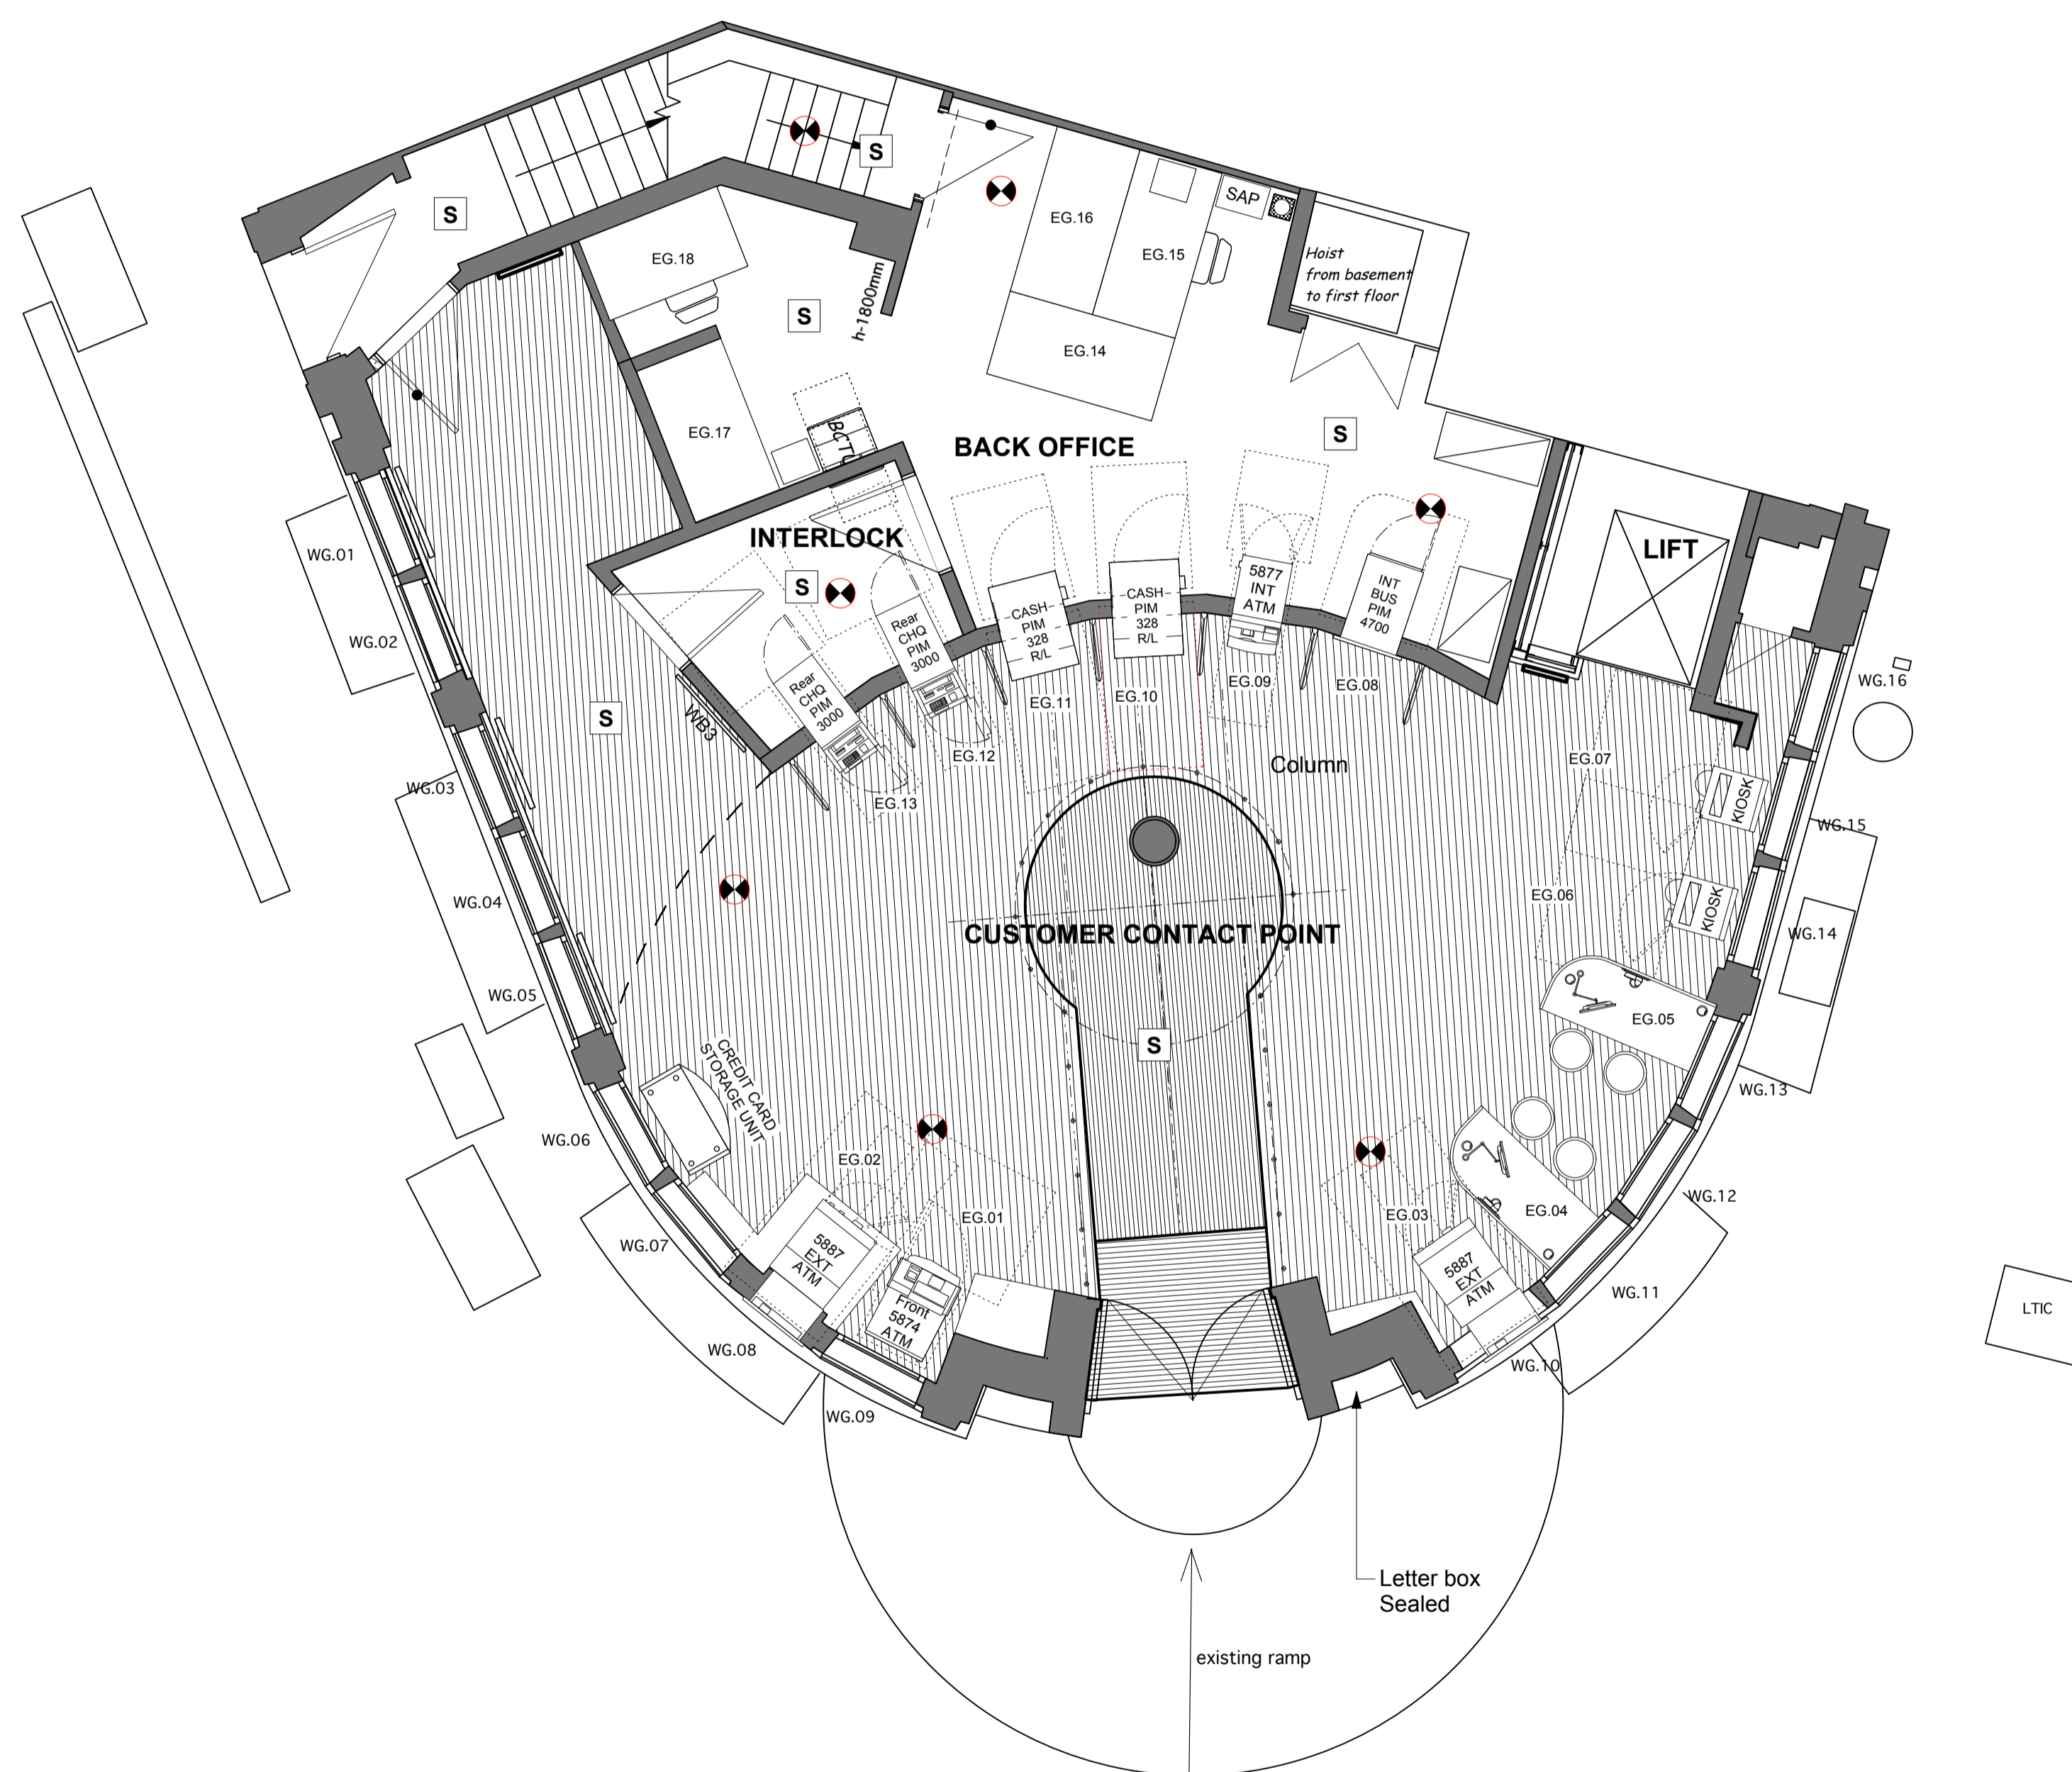 S
S
SAP
EG.16
EG.15
EG.18
Hoist
from basement
to first floor
S
h-1800mm
EG.14
EG.17
BCTU
BACK OFFICE
S
INTERLOCK
LIFT
WG.01
WG.02
S
Rear
CHQ
PIM
3000
Rear
CHQ
PIM
3000
CASH
PIM
328
R/L
CASH
PIM
328
R/L
5877
INT
ATM
INT
BUS
PIM
4700
EG.11
EG.10
EG.09
EG.08
WG.16
S
WB3
EG.12
EG.13
Column
EG.07
KIOSK
WG.03
WG.15
EG.06
KIOSK
WG.04
CUSTOMER CONTACT POINT
WG.14
WG.05
S
EG.05
CREDIT CARD
STORAGE UNIT
WG.13
WG.06
EG.02
EG.01
EG.03
EG.04
WG.12
WG.07
5887
EXT
ATM
5887
EXT
ATM
WG.11
Front
5874
ATM
LTIC
WG.08
WG.10
WG.09
Letter box
Sealed
existing ramp